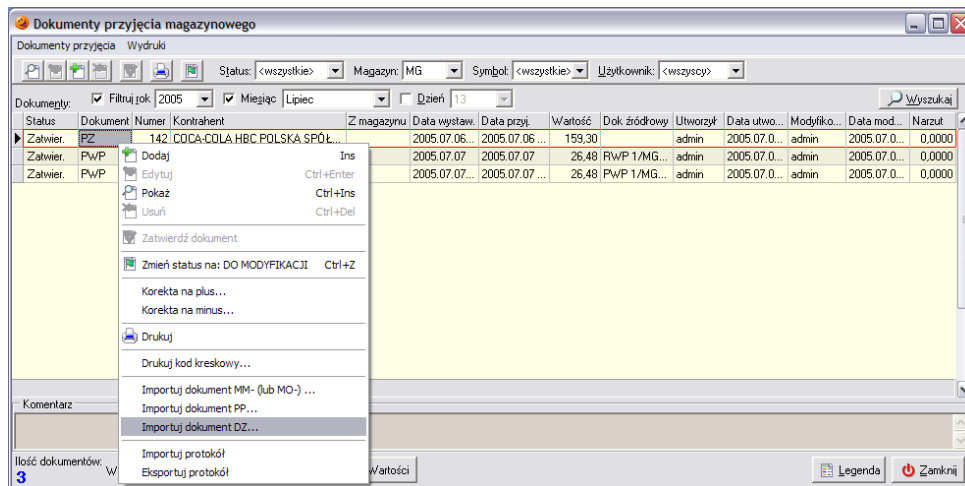 Dokumenty przyjęcia magazynowego
Dokumenty przyjęcia Wydruki
Status: <wszystkie> Magazyn: MG Symbol: <wszystkie> Użytkownik: <wszyscy>
Dokumenty: Filtruj rok 2005 Miesiąc Lipiec Dzień 13 Wyszukaj
Status Dokument Numer Kontrahent Z magazynu Data wystaw. Data przyj. Wartość Dok źródłowy Utworzył Data utwo... Modyfiko... Data mod... Narzut
Zatwier. PZ 142 COCA-COLA HBC POLSKA SPÓŁ... 2005.07.06... 2005.07.06 ... 159,30 admin 2005.07.0... admin 2005.07.0... 0,0000
Zatwier. PWP 2005.07.07 2005.07.07 26,48 RWP 1/MG... admin 2005.07.0... admin 2005.07.0... 0,0000
Zatwier. PWP 2005.07.07... 2005.07.07 ... 26,48 PWP 1/MG... admin 2005.07.0... admin 2005.07.0... 0,0000
Dodaj Ins
Edytuj Ctrl+Enter
Pokaż Ctrl+Ins
Usuń Ctrl+Del
Zatwierdź dokument
Zmień status na: DO MODYFIKACJI Ctrl+Z
Korekta na plus...
Korekta na minus...
Drukuj
Drukuj kod kreskowy...
Importuj dokument MM- (lub MO-) ...
Importuj dokument PP...
Importuj dokument DZ...
Importuj protokół
Eksportuj protokół
Komentarz
Ilość dokumentów:
3
W
Wartości
Legenda
Zamknij